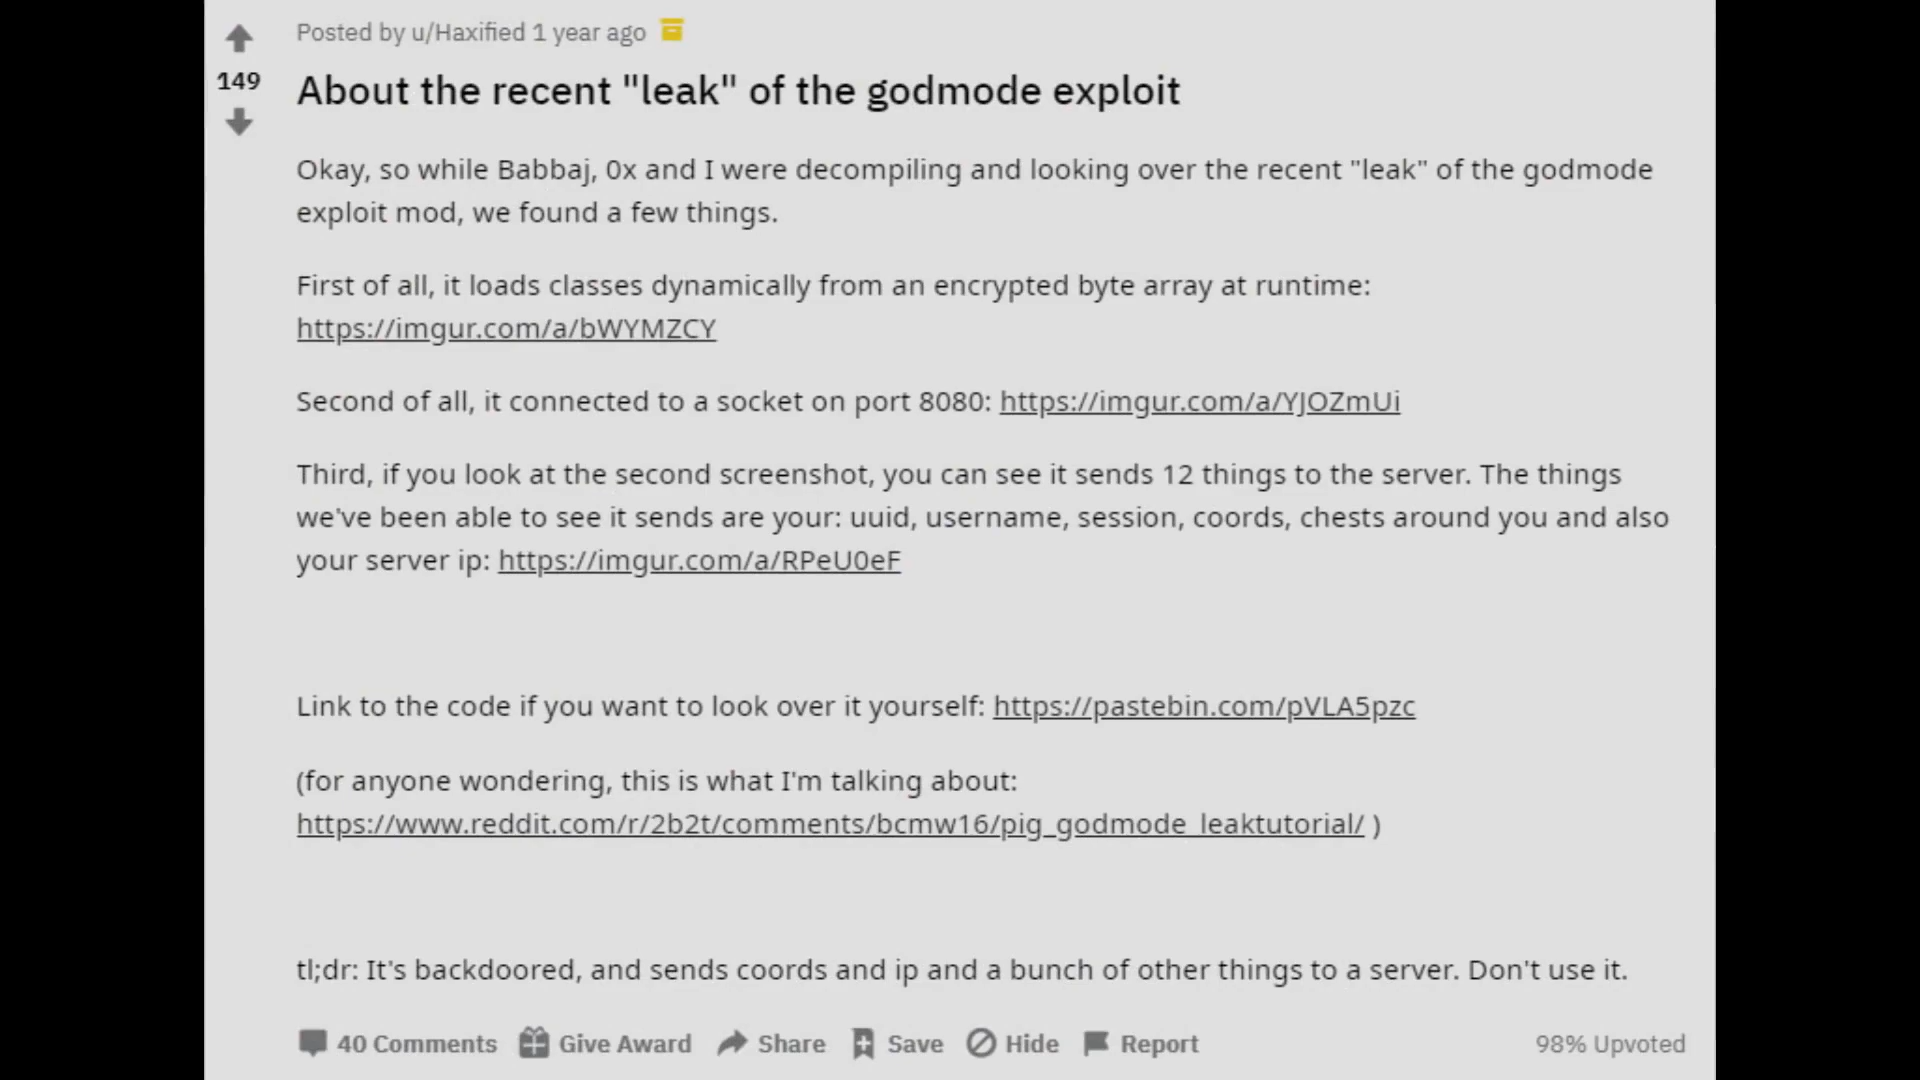 Posted by u/Haxified 1 year ago
149
About the recent "leak" of the godmode exploit
Okay, so while Babbaj, 0x and I were decompiling and looking over the recent "leak" of the godmode
exploit mod, we found a few things.
First of all, it loads classes dynamically from an encrypted byte array at runtime:
https://imgur.com/a/bWYMZCY
Second of all, it connected to a socket on port 8080: https://imgur.com/a/YJOZmUi
Third, if you look at the second screenshot, you can see it sends 12 things to the server. The things
we've been able to see it sends are your: uuid, username, session, coords, chests around you and also
your server ip: https://imgur.com/a/RPeU0eF
Link to the code if you want to look over it yourself: https://pastebin.com/pVLA5pzc
(for anyone wondering, this is what I'm talking about:
https://www.reddit.com/r/2b2t/comments/bcmw16/pig_godmode_leaktutorial/ )
tl;dr: It's backdoored, and sends coords and ip and a bunch of other things to a server. Don't use it.
40 Comments Give Award Share Save Hide Report 98% Upvoted